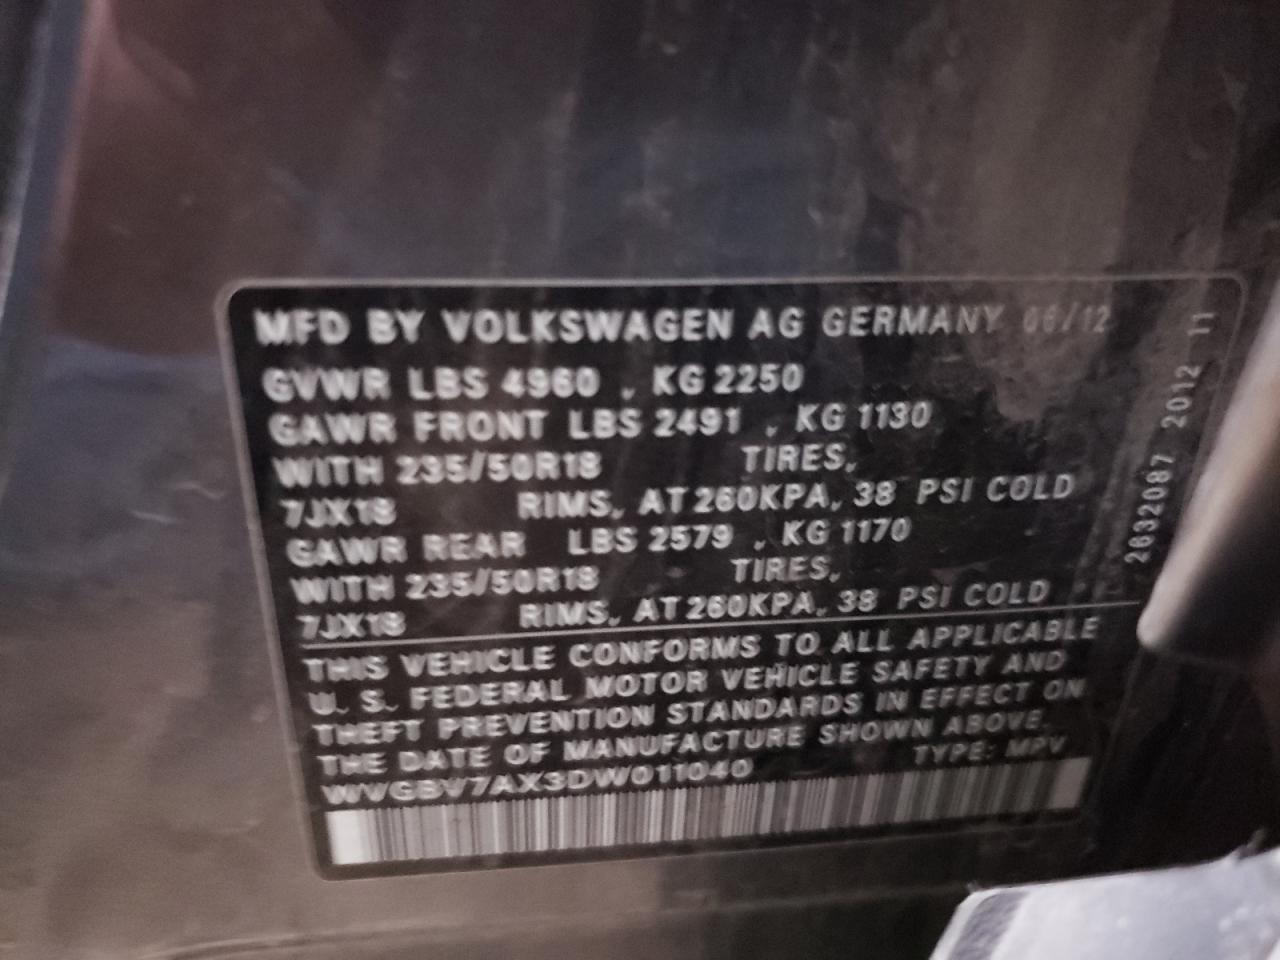 MFD BY VOLKSWAGEN AG GERMANY 06/12
GVWR LBS 4960 , KG 2250
GAWR FRONT LBS 2491 , KG 1130
WITH 235/50R18 TIRES,
7JX18 RIMS, AT 260KPA, 38 PSI COLD
GAWR REAR LBS 2579 , KG 1170
WITH 235/50R18 TIRES,
7JX18 RIMS, AT 260KPA, 38 PSI COLD
THIS VEHICLE CONFORMS TO ALL APPLICABLE
U. S. FEDERAL MOTOR VEHICLE SAFETY AND
THEFT PREVENTION STANDARDS IN EFFECT ON
THE DATE OF MANUFACTURE SHOWN ABOVE.
WVGBV7AX3DW011040 TYPE: MPV
2632087 2012 11